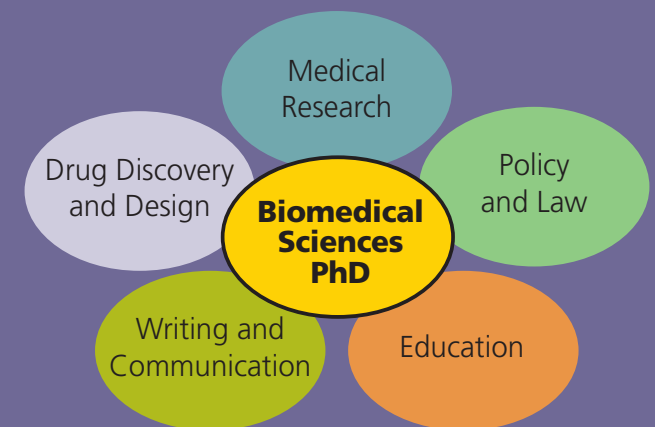 Medical
Research
Drug Discovery
and Design
Policy
and Law
Biomedical
Sciences
PhD
Writing and
Communication
Education